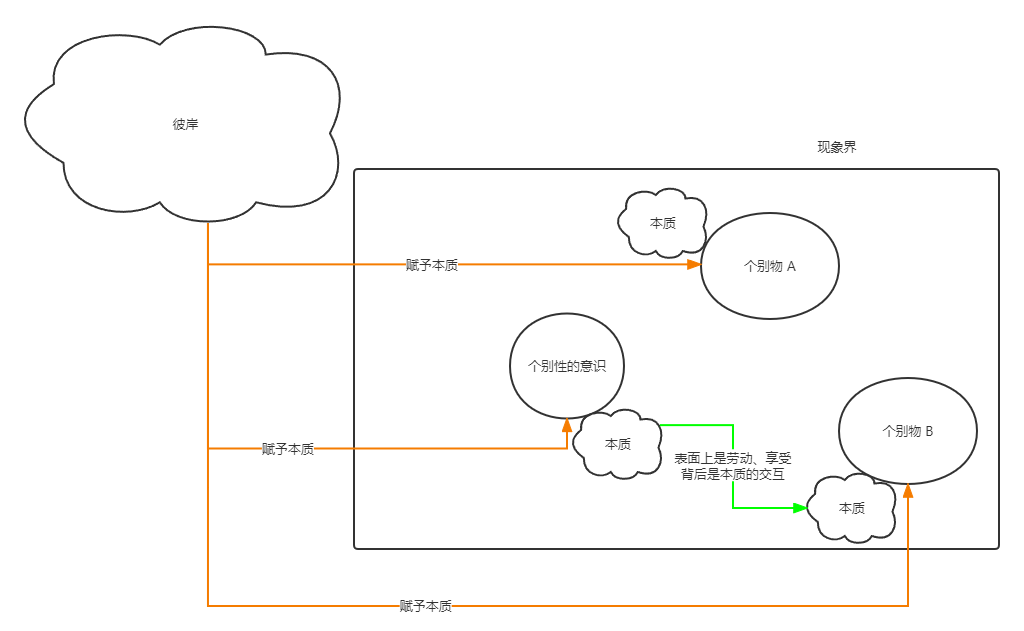 彼岸
现象界
本质
赋予本质
个别物 A
个别性的意识
个别物 B
赋予本质
本质
表面上是劳动、享受
背后是本质的交互
本质
赋予本质